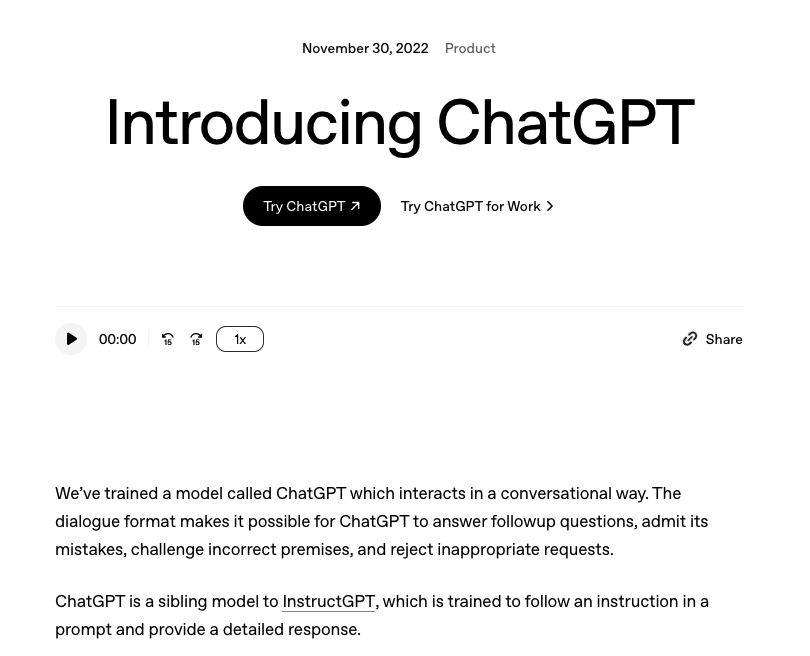 November 30, 2022 Product
Introducing ChatGPT
Try ChatGPT ↗ Try ChatGPT for Work >
00:00 15 15 1x Share
We’ve trained a model called ChatGPT which interacts in a conversational way. The
dialogue format makes it possible for ChatGPT to answer followup questions, admit its
mistakes, challenge incorrect premises, and reject inappropriate requests.
ChatGPT is a sibling model to InstructGPT, which is trained to follow an instruction in a
prompt and provide a detailed response.